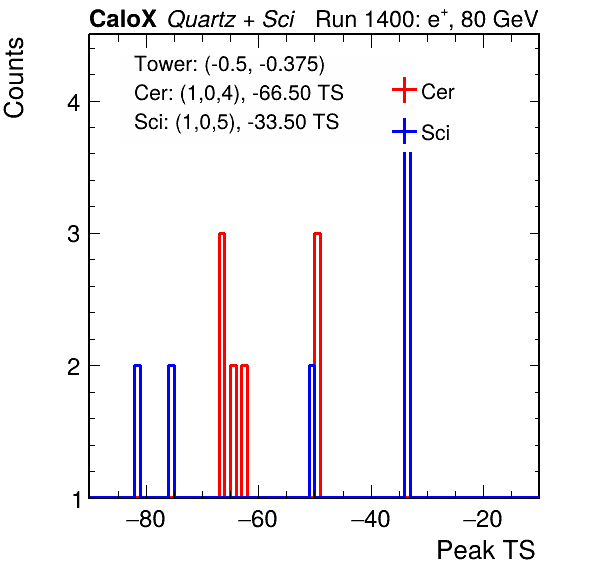 CaloX Quartz + Sci Run 1400: e⁺, 80 GeV
Counts
Tower: (-0.5, -0.375)
Cer: (1,0,4), -66.50 TS
Sci: (1,0,5), -33.50 TS
Cer
Sci
4
3
2
1
−80 −60 −40 −20
Peak TS